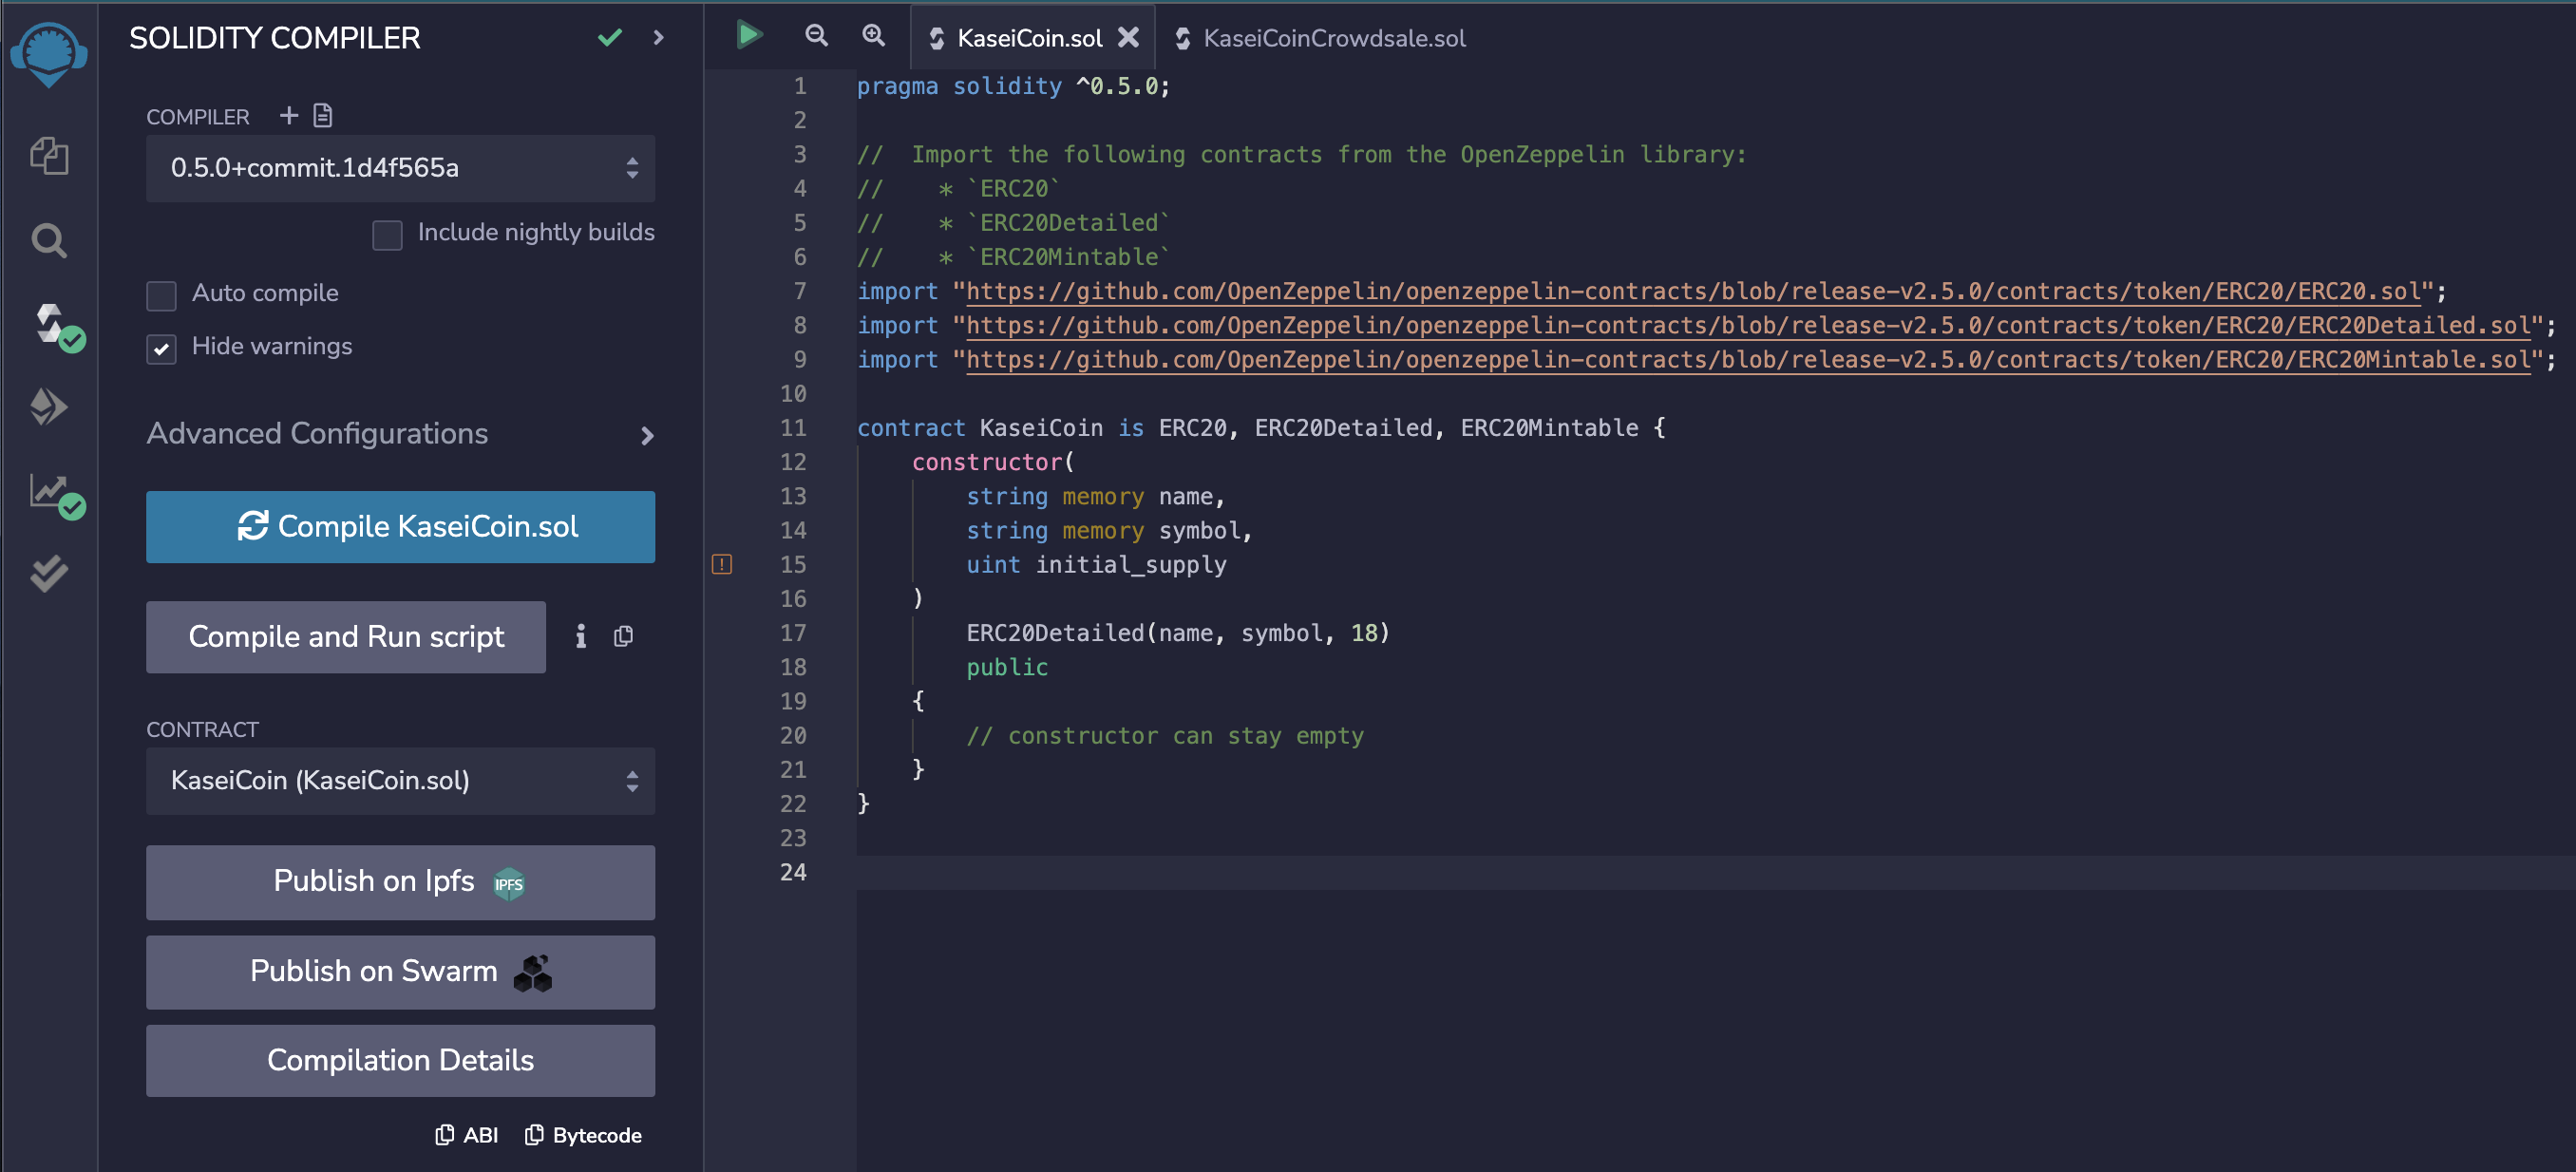 SOLIDITY COMPILER
COMPILER
0.5.0+commit.1d4f565a
Include nightly builds
Auto compile
Hide warnings
Advanced Configurations
Compile KaseiCoin.sol
Compile and Run script
CONTRACT
KaseiCoin (KaseiCoin.sol)
Publish on Ipfs IPFS
Publish on Swarm
Compilation Details
ABI Bytecode
KaseiCoin.sol KaseiCoinCrowdsale.sol
1 pragma solidity ^0.5.0;
2
3 //  Import the following contracts from the OpenZeppelin library:
4 //    * `ERC20`
5 //    * `ERC20Detailed`
6 //    * `ERC20Mintable`
7 import "https://github.com/OpenZeppelin/openzeppelin-contracts/blob/release-v2.5.0/contracts/token/ERC20/ERC20.sol";
8 import "https://github.com/OpenZeppelin/openzeppelin-contracts/blob/release-v2.5.0/contracts/token/ERC20/ERC20Detailed.sol";
9 import "https://github.com/OpenZeppelin/openzeppelin-contracts/blob/release-v2.5.0/contracts/token/ERC20/ERC20Mintable.sol";
10
11 contract KaseiCoin is ERC20, ERC20Detailed, ERC20Mintable {
12     constructor(
13         string memory name,
14         string memory symbol,
15         uint initial_supply
16     )
17         ERC20Detailed(name, symbol, 18)
18         public
19     {
20         // constructor can stay empty
21     }
22 }
23
24